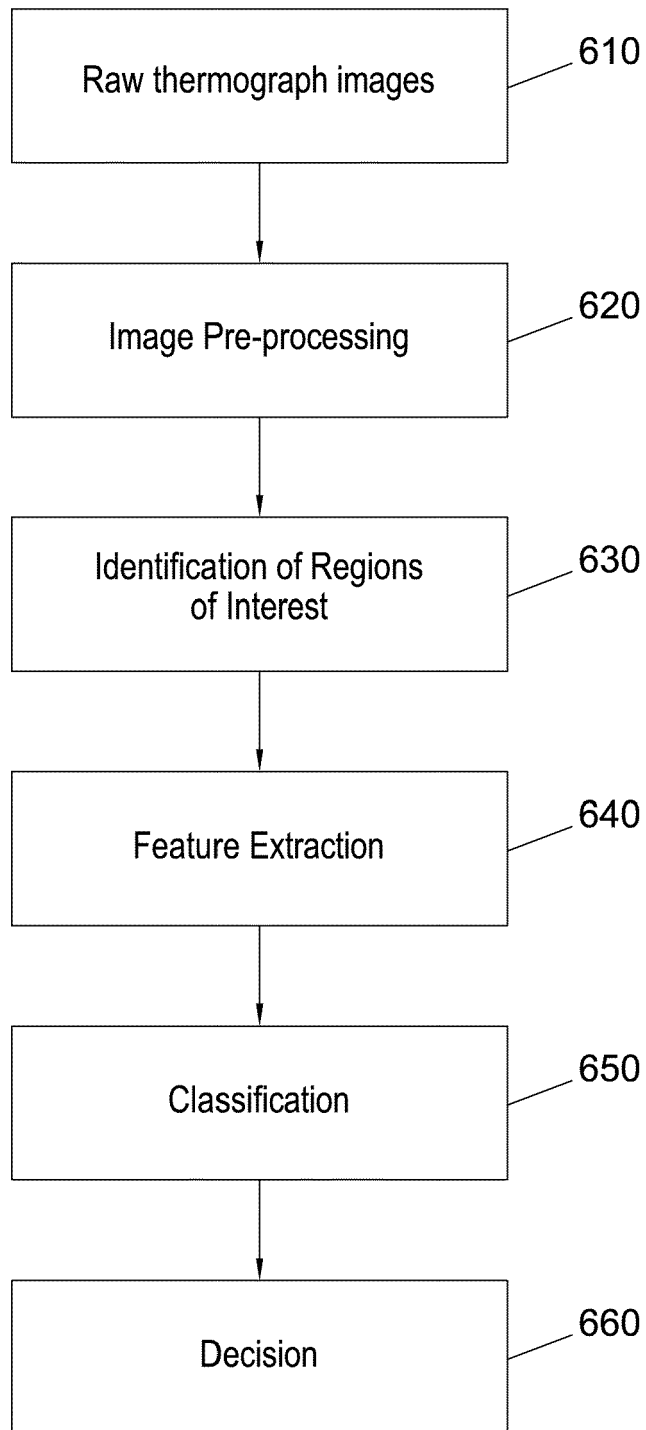 Raw thermograph images
610
Image Pre-processing
620
Identification of Regions
of Interest
630
Feature Extraction
640
Classification
650
Decision
660